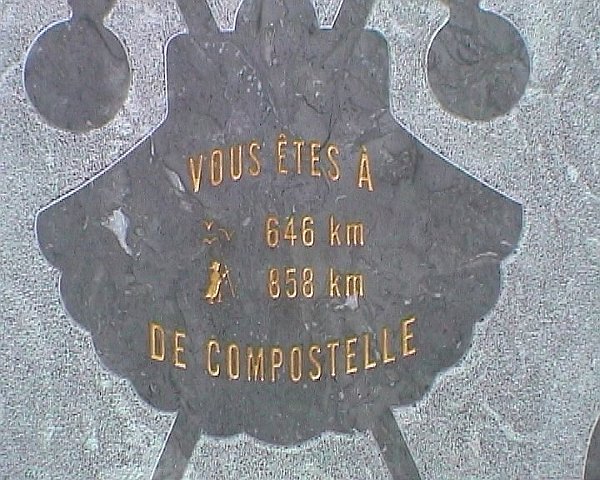 VOUS ÊTES À
646 km
858 km
DE COMPOSTELLE